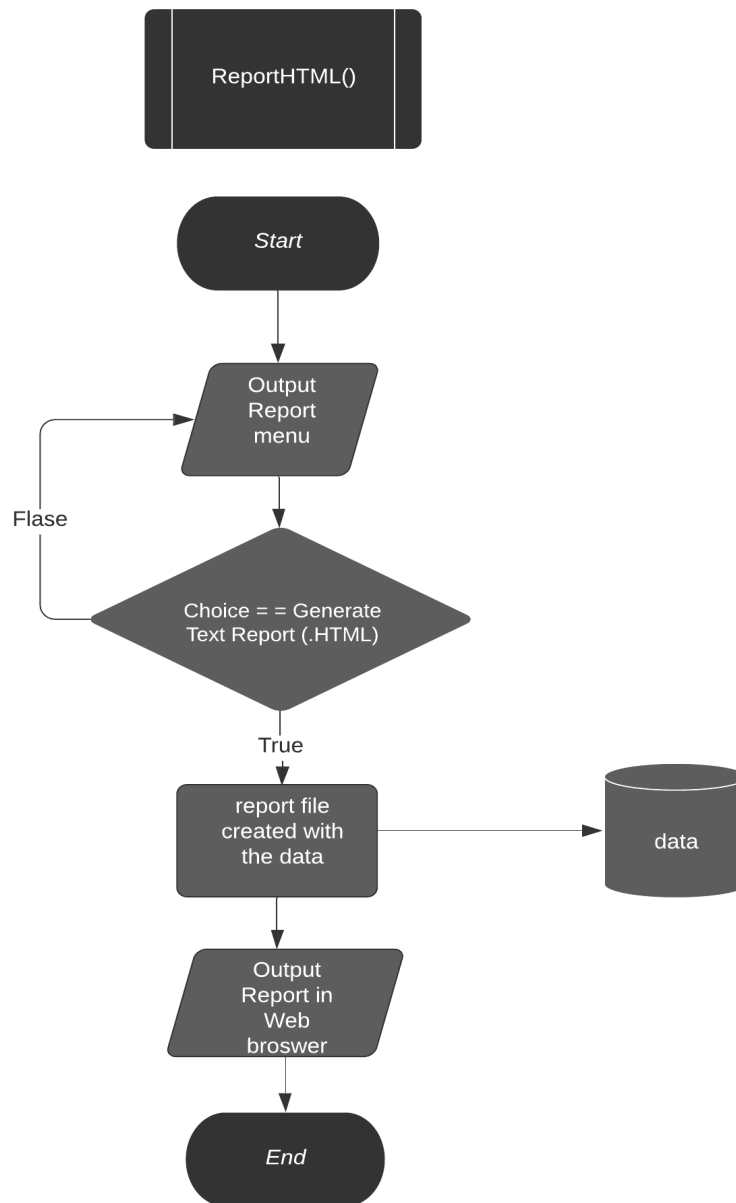 ReportHTML()
Start
Output
Report
menu
Flase
Choice = = Generate
Text Report (.HTML)
True
report file
created with
the data
data
Output
Report in
Web
broswer
End